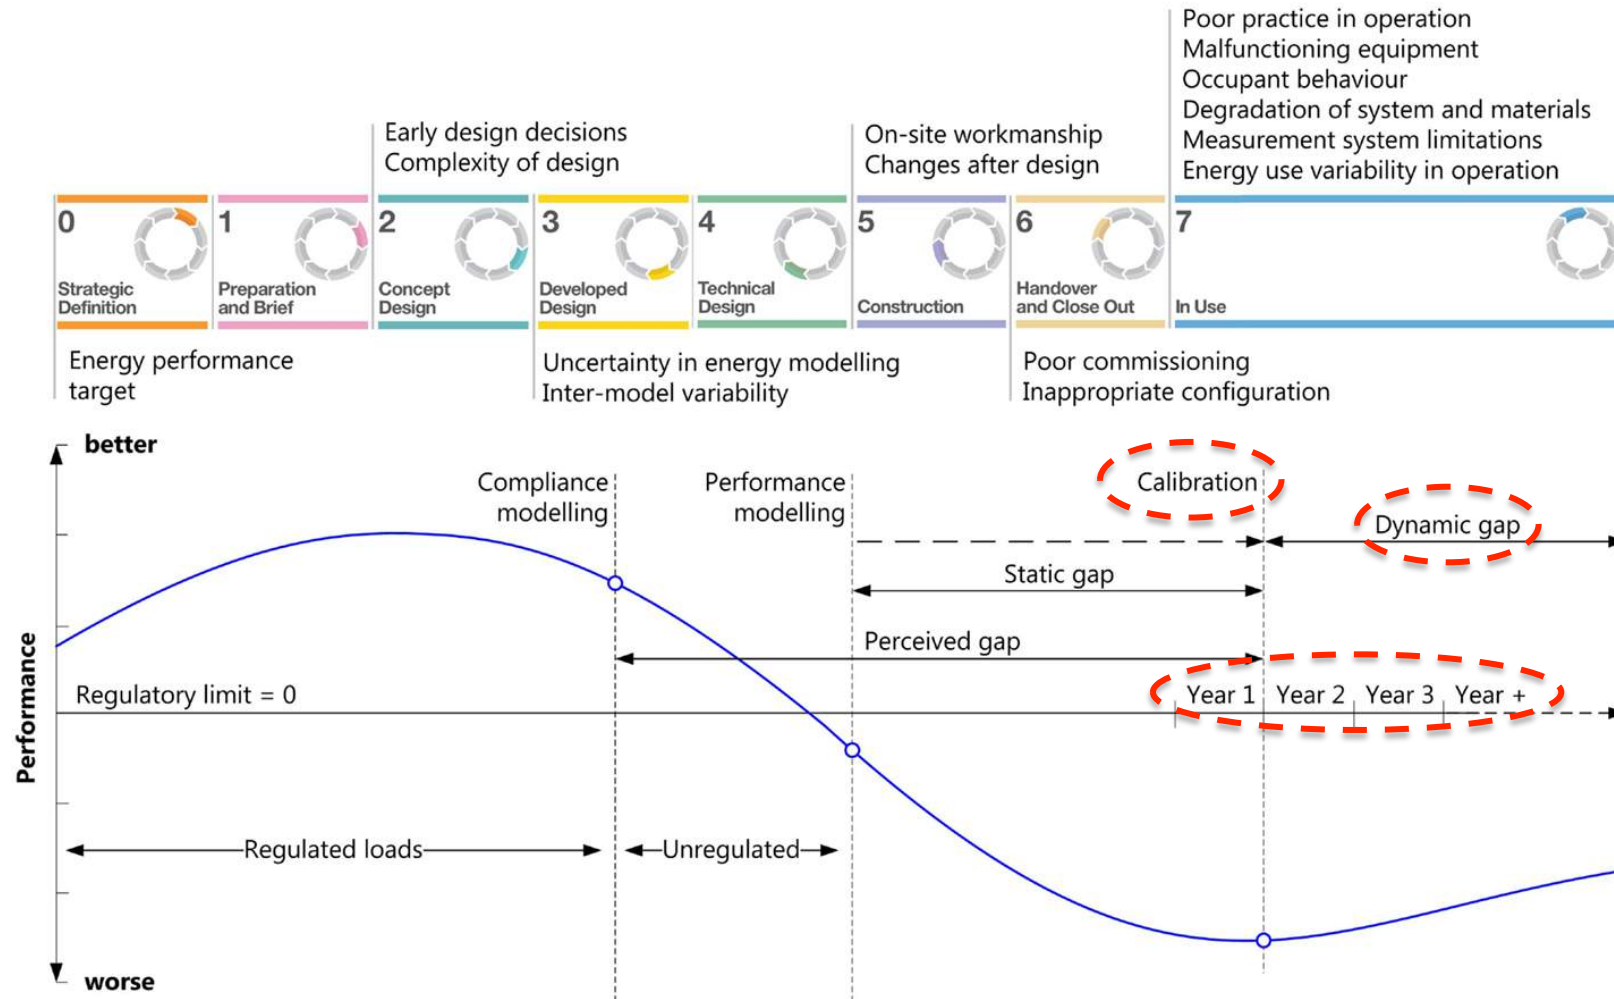 Poor practice in operation
Malfunctioning equipment
Occupant behaviour
Degradation of system and materials
Measurement system limitations
Energy use variability in operation
Early design decisions
Complexity of design
On-site workmanship
Changes after design
0
Strategic
Definition
1
Preparation
and Brief
2
Concept
Design
3
Developed
Design
4
Technical
Design
5
Construction
6
Handover
and Close Out
7
In Use
Energy performance
target
Uncertainty in energy modelling
Inter-model variability
Poor commissioning
Inappropriate configuration
better
Compliance
modelling
Performance
modelling
Calibration
Dynamic gap
Static gap
Perceived gap
Regulatory limit = 0
Year 1
Year 2
Year 3
Year +
Performance
Regulated loads
Unregulated
worse